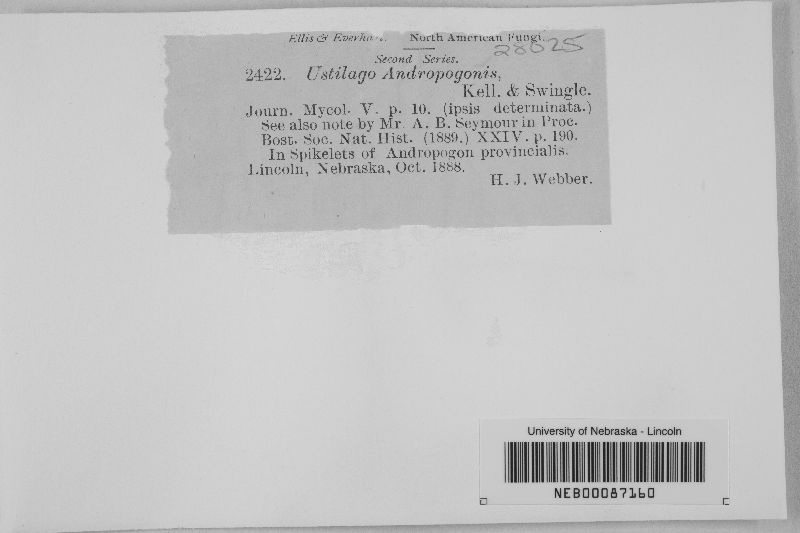 Ellis & Everhart. North American Fungi.
28025
Second Series.
2422. Ustilago Andropogonis,
Kell. & Swingle.
Journ. Mycol. V. p. 10. (ipsis determinata.)
See also note by Mr. A. B. Seymour in Proc.
Bost. Soc. Nat. Hist. (1889.) XXIV. p. 190.
In Spikelets of Andropogon provincialis.
Lincoln, Nebraska, Oct. 1888.
H. J. Webber.
University of Nebraska - Lincoln
NEB00087160